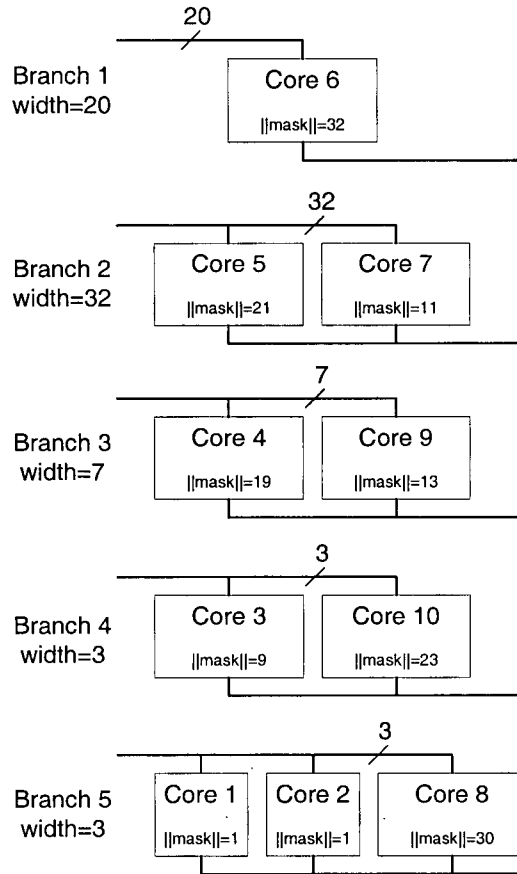 20
Branch 1
width=20
Core 6
||mask||=32
32
Branch 2
width=32
Core 5
||mask||=21
Core 7
||mask||=11
7
Branch 3
width=7
Core 4
||mask||=19
Core 9
||mask||=13
3
Branch 4
width=3
Core 3
||mask||=9
Core 10
||mask||=23
3
Branch 5
width=3
Core 1
||mask||=1
Core 2
||mask||=1
Core 8
||mask||=30